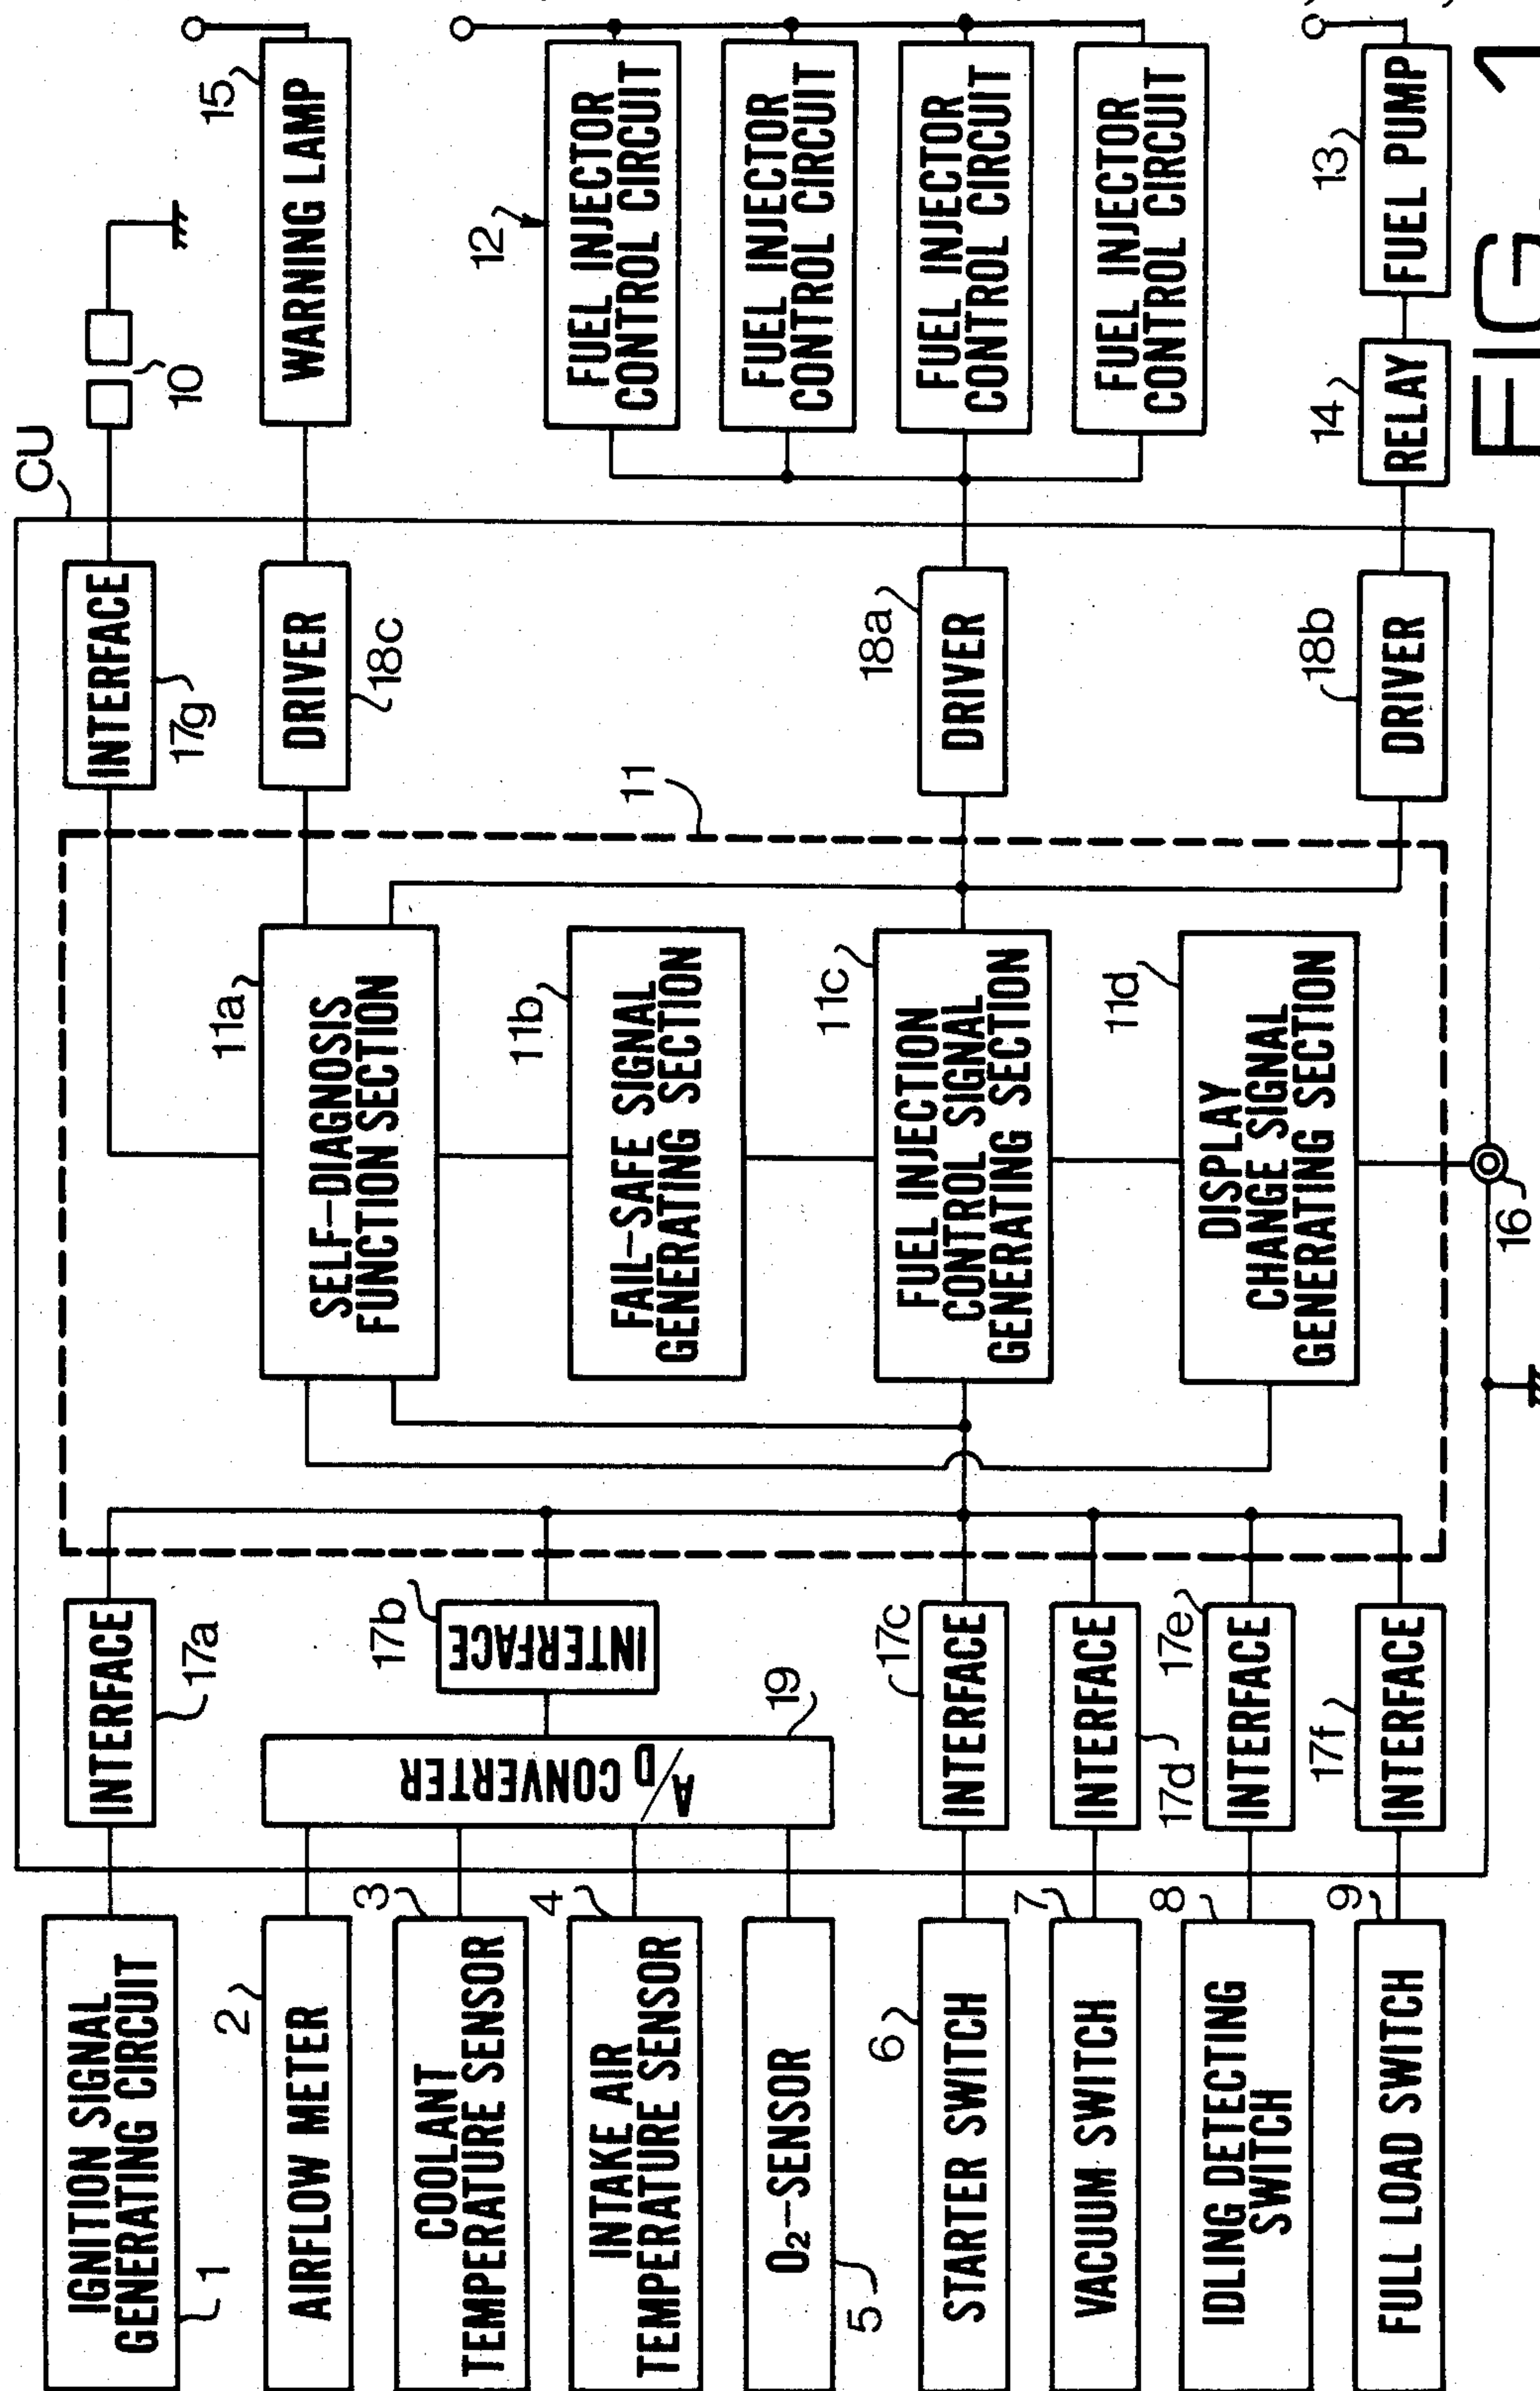 IGNITION SIGNAL
GENERATING CIRCUIT
1
AIRFLOW METER
2
COOLANT
TEMPERATURE SENSOR
3
INTAKE AIR
TEMPERATURE SENSOR
4
O₂-SENSOR
5
STARTER SWITCH
6
VACUUM SWITCH
7
IDLING DETECTING
SWITCH
8
FULL LOAD SWITCH
9
INTERFACE
17a
A/D CONVERTER
19
INTERFACE
17b
INTERFACE
17c
INTERFACE
17d
INTERFACE
17e
INTERFACE
17f
SELF-DIAGNOSIS
FUNCTION SECTION
11a
FAIL-SAFE SIGNAL
GENERATING SECTION
11b
FUEL INJECTION
CONTROL SIGNAL
GENERATING SECTION
11c
DISPLAY
CHANGE SIGNAL
GENERATING SECTION
11d
11
16
INTERFACE
17g
DRIVER
18c
DRIVER
18a
DRIVER
18b
CU
10
WARNING LAMP
15
FUEL INJECTOR
CONTROL CIRCUIT
12
FUEL INJECTOR
CONTROL CIRCUIT
FUEL INJECTOR
CONTROL CIRCUIT
FUEL INJECTOR
CONTROL CIRCUIT
RELAY
14
FUEL PUMP
13
FIG. 1